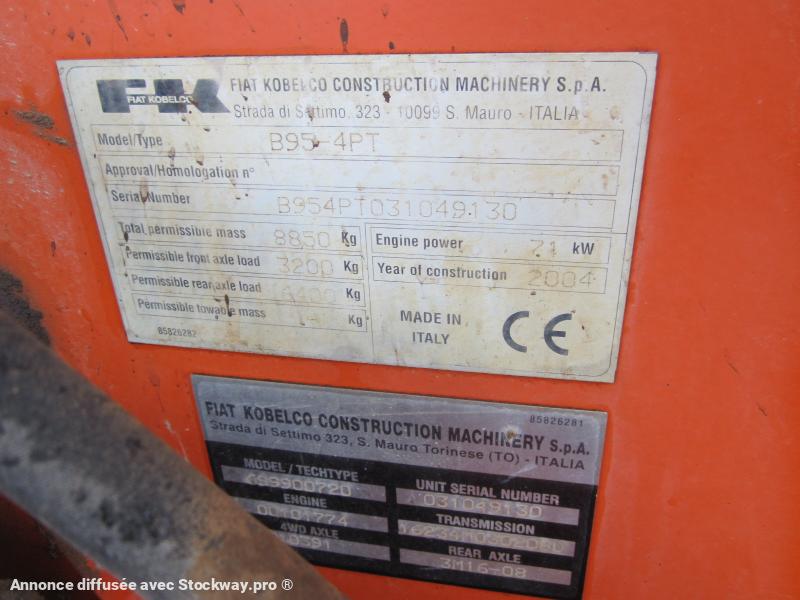 FK
FIAT KOBELCO
FIAT KOBELCO CONSTRUCTION MACHINERY S.p.A.
Strada di Settimo, 323 - 10099 S. Mauro - ITALIA
Model/Type B95-4PT
Approval/Homologation n°
Serial Number B954PT031049130
Total permissible mass 8850 Kg
Permissible front axle load 3200 Kg
Permissible rear axle load Kg
Permissible towable mass Kg
85826282
Engine power 71 kW
Year of construction 2004
MADE IN
ITALY
CE
85826281
FIAT KOBELCO CONSTRUCTION MACHINERY S.p.A.
Strada di Settimo 323, S. Mauro Torinese (TO) - ITALIA
MODEL / TECHTYPE
ENGINE
00101774
4WD AXLE
UNIT SERIAL NUMBER
031049130
TRANSMISSION
REAR AXLE
3M16-08
Annonce diffusée avec Stockway.pro ®